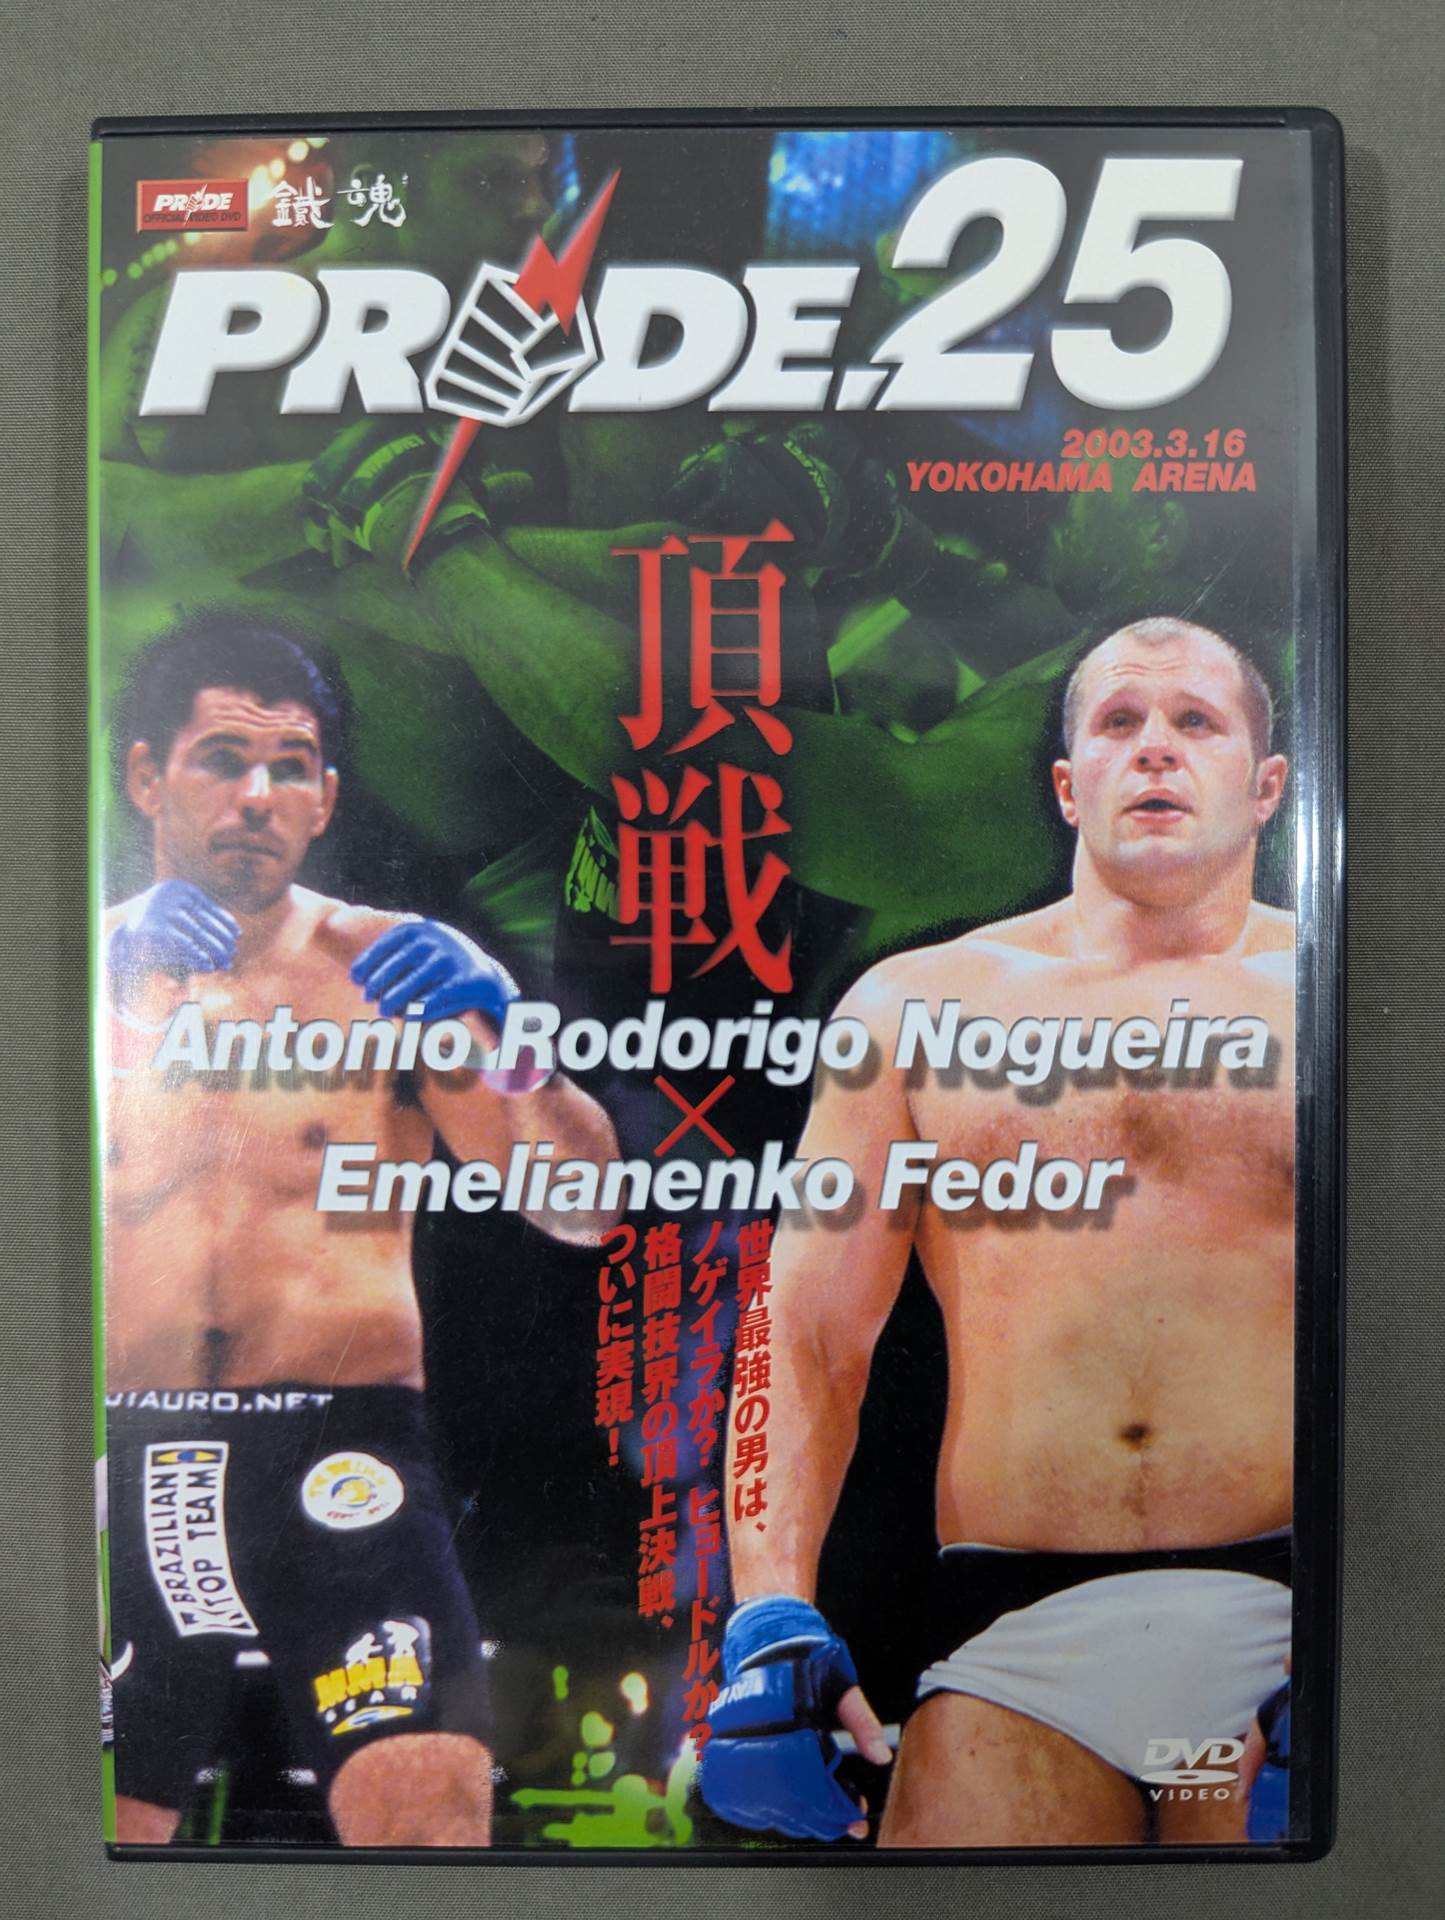 PRIDE
OFFICIAL VIDEO DVD
鐵魂
PRIDE.25
2003.3.16
YOKOHAMA ARENA
頂戦
Antonio Rodorigo Nogueira
×
Emelianenko Fedor
世界最強の男は、
ノゲイラか? ヒョードルか?
格闘技界の頂上決戦、
ついに実現!
BRAZILIAN
TOP TEAM
MMA
GEAR
DVD
VIDEO